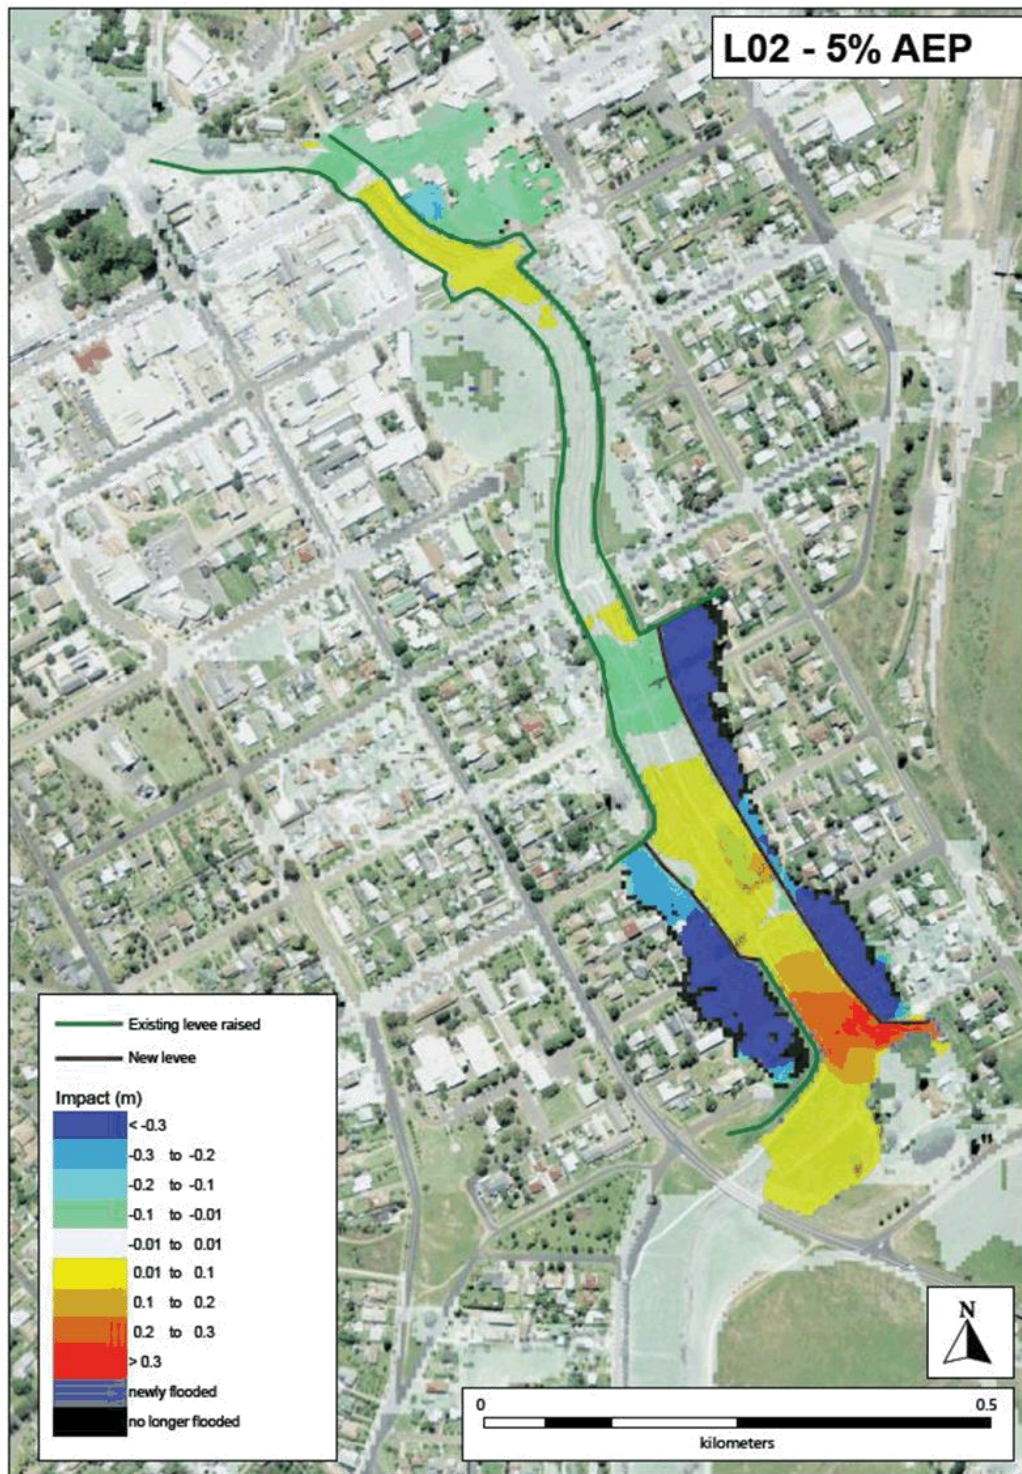 L02 - 5% AEP
Existing levee raised
New levee
Impact (m)
< -0.3
-0.3 to -0.2
-0.2 to -0.1
-0.1 to -0.01
-0.01 to 0.01
0.01 to 0.1
0.1 to 0.2
0.2 to 0.3
> 0.3
newly flooded
no longer flooded
N
0 0.5
kilometers